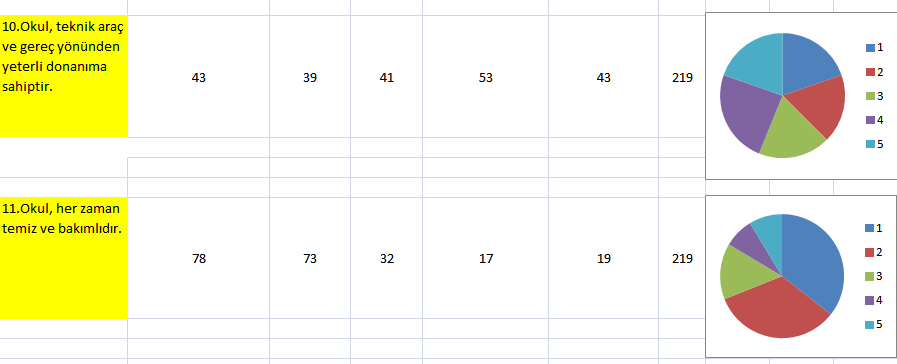 10.Okul, teknik araç
ve gereç yönünden
yeterli donanıma
sahiptir.
43 39 41 53 43 219
1
2
3
4
5
11.Okul, her zaman
temiz ve bakımlıdır.
78 73 32 17 19 219
1
2
3
4
5